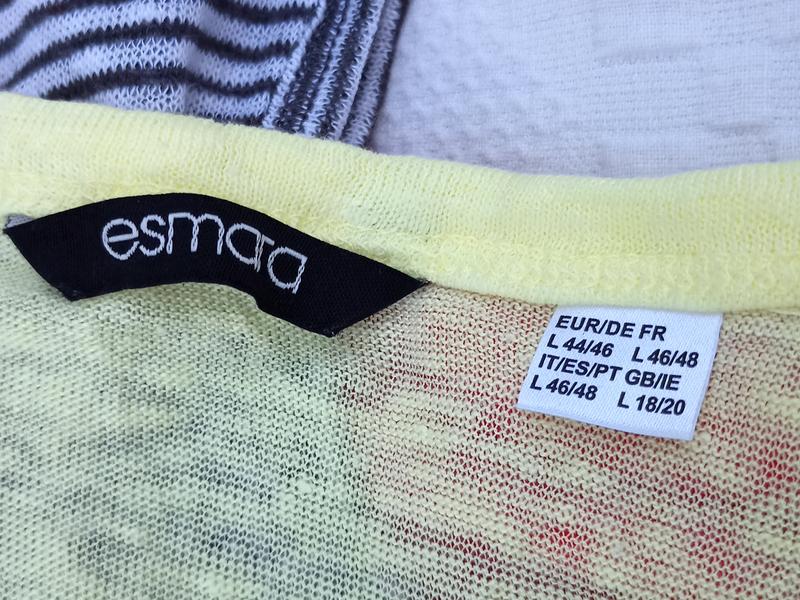 esmara
EUR/DE FR
L 44/46 L 46/48
IT/ES/PT GB/IE
L 46/48 L 18/20